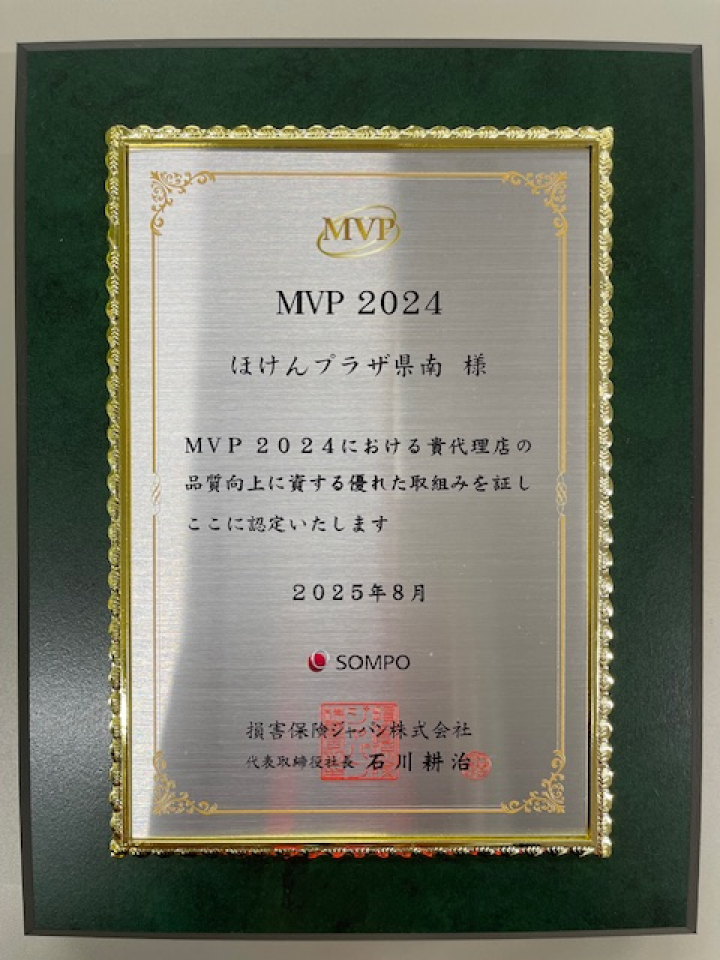 MVP
MVP 2024
ほけんプラザ県南 様
MVP 2024における貴代理店の
品質向上に資する優れた取組みを証し
ここに認定いたします
2025年8月
SOMPO
損害保険ジャパン株式会社
代表取締役社長 石川耕治